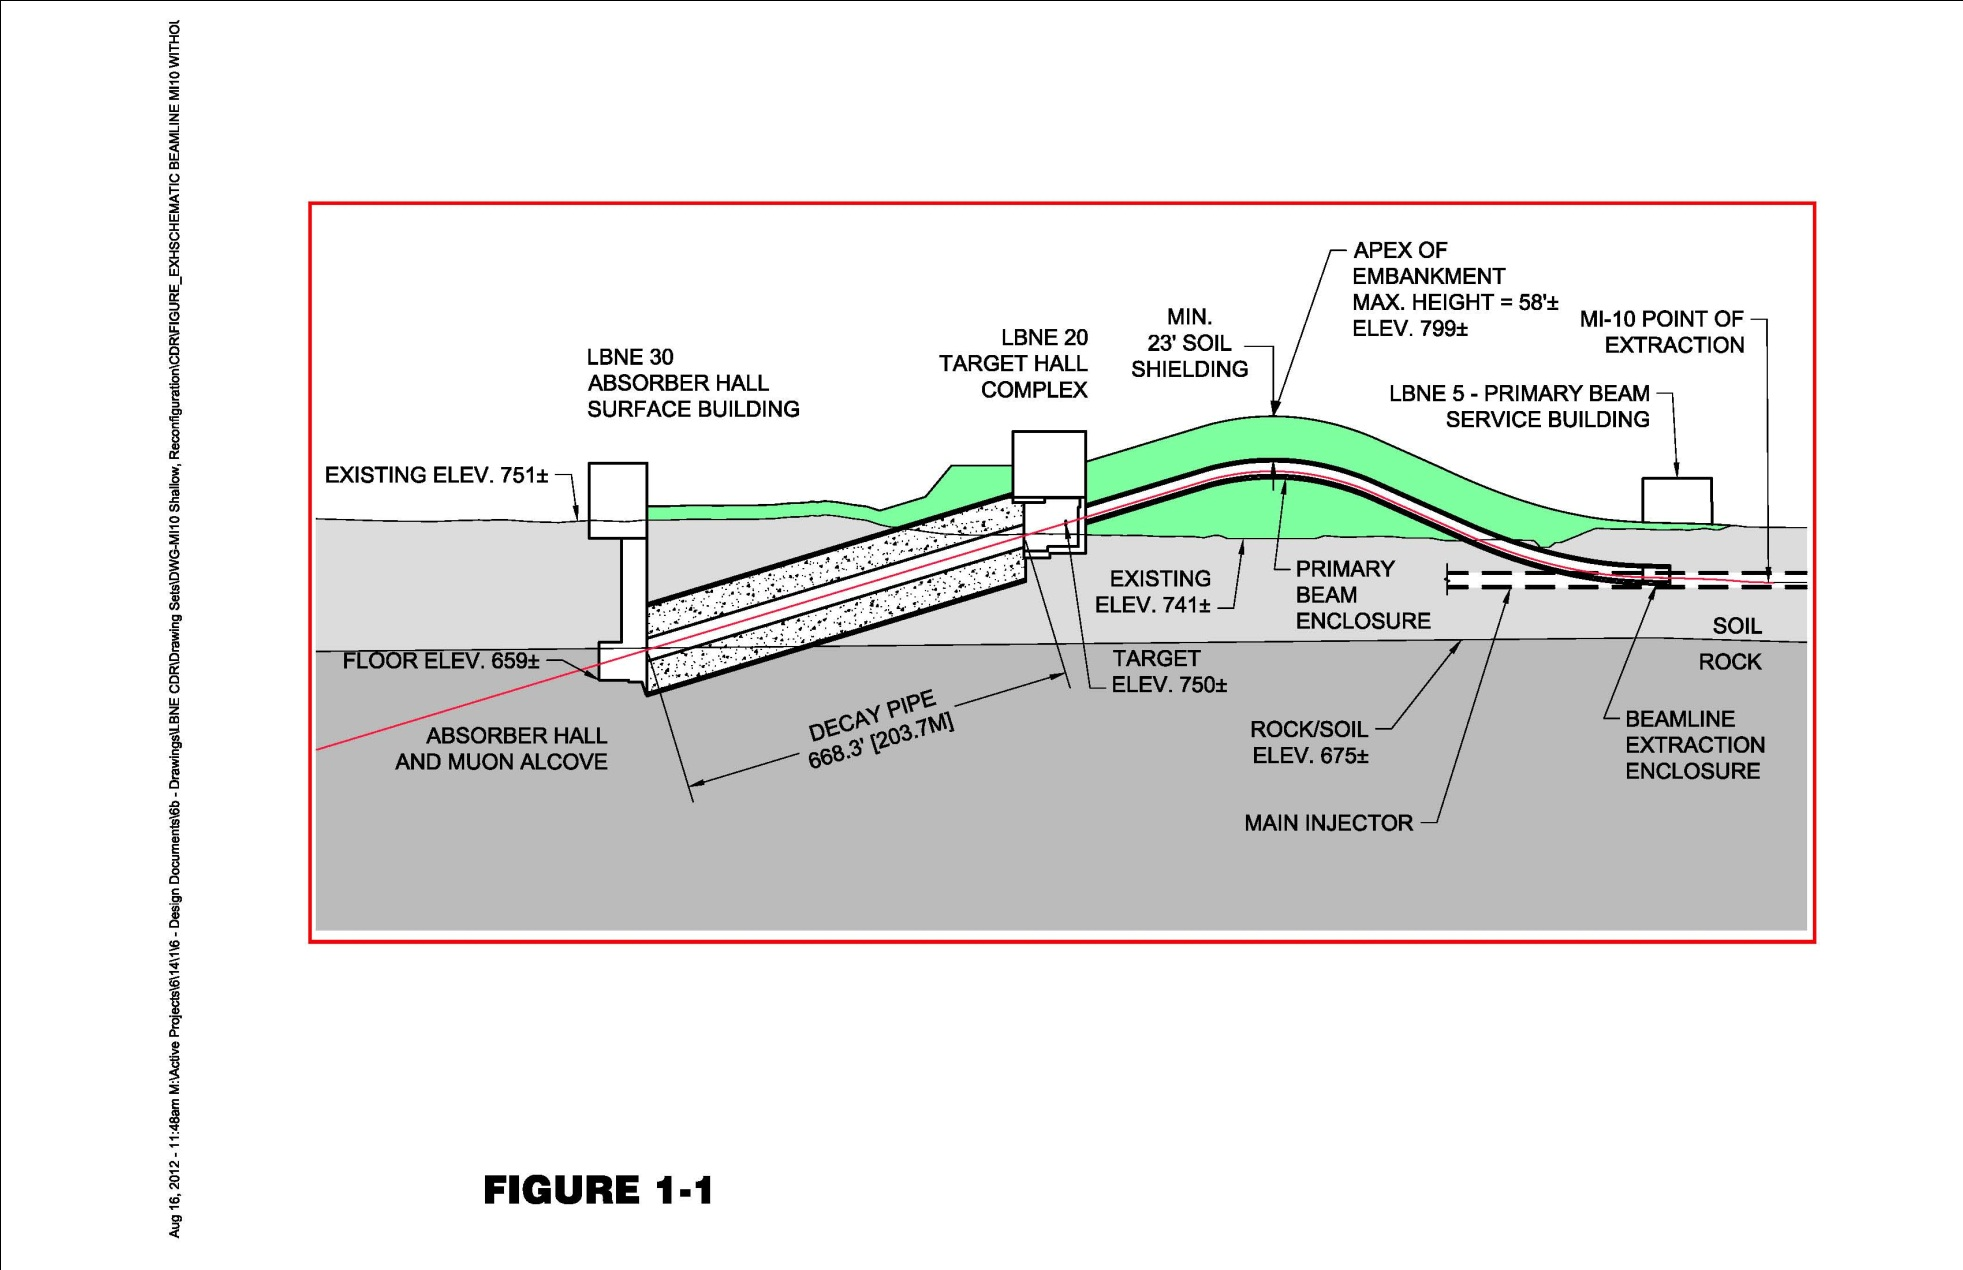 Aug 16, 2012 - 11:48am M:\Active Projects\6\14\1\6 - Design Documents\6b - Drawings\LBNE CDR\Drawing Sets\DWG-MI10 Shallow, Reconfiguration\CDR\FIGURE_EXHSCHEMATIC BEAMLINE MI10 WITHOU
APEX OF
EMBANKMENT
MAX. HEIGHT = 58'±
ELEV. 799±
MIN.
23' SOIL
SHIELDING
MI-10 POINT OF
EXTRACTION
LBNE 20
TARGET HALL
COMPLEX
LBNE 30
ABSORBER HALL
SURFACE BUILDING
LBNE 5 - PRIMARY BEAM
SERVICE BUILDING
EXISTING ELEV. 751±
EXISTING
ELEV. 741±
PRIMARY
BEAM
ENCLOSURE
SOIL
ROCK
FLOOR ELEV. 659±
TARGET
ELEV. 750±
DECAY PIPE
668.3' [203.7M]
ABSORBER HALL
AND MUON ALCOVE
ROCK/SOIL
ELEV. 675±
BEAMLINE
EXTRACTION
ENCLOSURE
MAIN INJECTOR
FIGURE 1-1